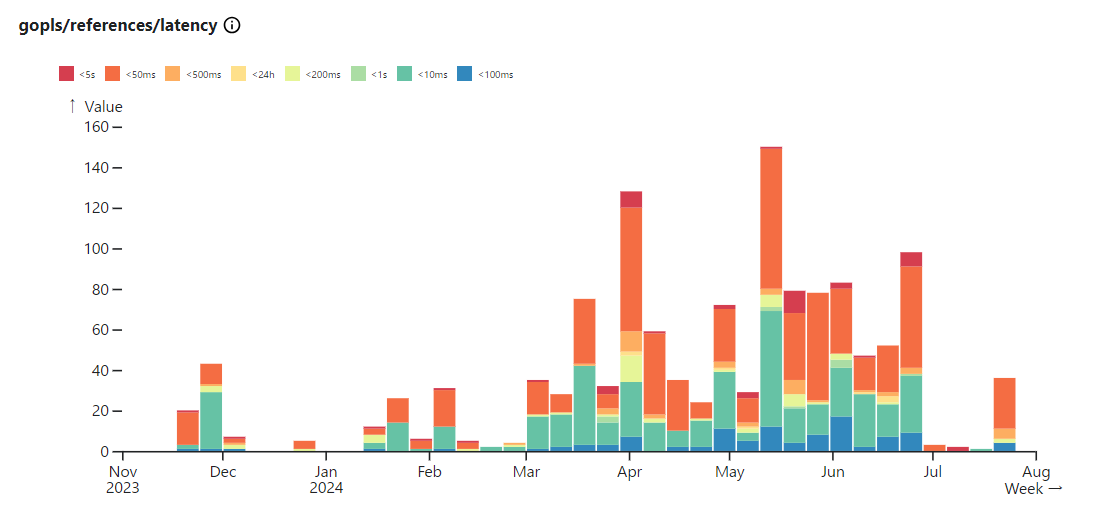 gopls/references/latency
<5s <50ms <500ms <24h <200ms <1s <10ms <100ms
↑ Value
160
140
120
100
80
60
40
20
0
Nov Dec Jan Feb Mar Apr May Jun Jul Aug
2023 2024 Week →